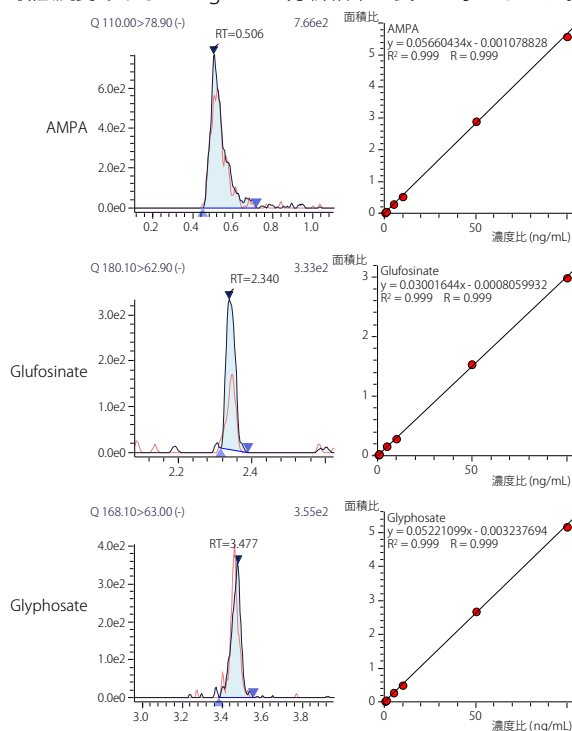 Q 110.00>78.90 (-) 7.66e2
RT=0.506
AMPA
6.0e2
4.0e2
2.0e2
0.0e0
0.2 0.4 0.6 0.8 1.0
面積比
AMPA
y = 0.05660434x - 0.001078828
R² = 0.999 R = 0.999
5
4
3
2
1
0
0 50
濃度比 (ng/mL)
Q 180.10>62.90 (-) 3.33e2
RT=2.340
Glufosinate
3.0e2
2.0e2
1.0e2
0.0e0
2.2 2.4
面積比
Glufosinate
y = 0.03001644x - 0.0008059932
R² = 0.999 R = 0.999
3
2
1
0
0 50
濃度比 (ng/mL)
Q 168.10>63.00 (-) 3.55e2
RT=3.477
Glyphosate
4.0e2
3.0e2
2.0e2
1.0e2
0.0e0
3.0 3.2 3.4 3.6 3.8
面積比
Glyphosate
y = 0.05221099x - 0.003237694
R² = 0.999 R = 0.999
5
4
3
2
1
0
0 50
濃度比 (ng/mL)